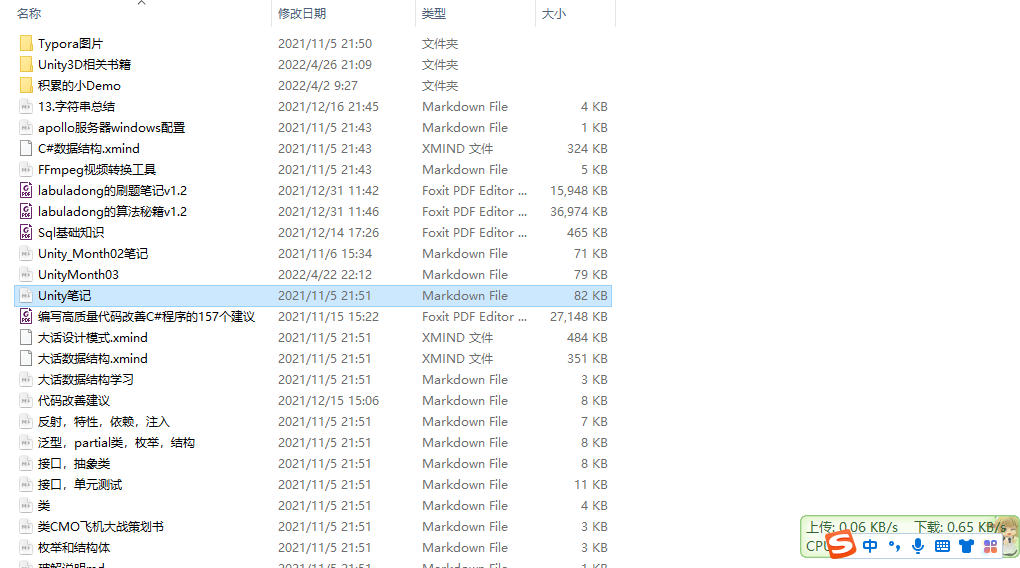 名称 修改日期 类型 大小
Typora图片 2021/11/5 21:50 文件夹
Unity3D相关书籍 2022/4/26 21:09 文件夹
积累的小Demo 2022/4/2 9:27 文件夹
13.字符串总结 2021/12/16 21:45 Markdown File 4 KB
apollo服务器windows配置 2021/11/5 21:43 Markdown File 1 KB
C#数据结构.xmind 2021/11/5 21:43 XMIND 文件 324 KB
FFmpeg视频转换工具 2021/11/5 21:43 Markdown File 5 KB
labuladong的刷题笔记v1.2 2021/12/31 11:42 Foxit PDF Editor ... 15,948 KB
labuladong的算法秘籍v1.2 2021/12/31 11:46 Foxit PDF Editor ... 36,974 KB
Sql基础知识 2021/12/14 17:26 Foxit PDF Editor ... 465 KB
Unity_Month02笔记 2021/11/6 15:34 Markdown File 71 KB
UnityMonth03 2022/4/22 22:12 Markdown File 79 KB
Unity笔记 2021/11/5 21:51 Markdown File 82 KB
编写高质量代码改善C#程序的157个建议 2021/11/15 15:22 Foxit PDF Editor ... 27,148 KB
大话设计模式.xmind 2021/11/5 21:51 XMIND 文件 484 KB
大话数据结构.xmind 2021/11/5 21:51 XMIND 文件 351 KB
大话数据结构学习 2021/11/5 21:51 Markdown File 3 KB
代码改善建议 2021/12/15 15:06 Markdown File 8 KB
反射，特性，依赖，注入 2021/11/5 21:51 Markdown File 7 KB
泛型，partial类，枚举，结构 2021/11/5 21:51 Markdown File 8 KB
接口，抽象类 2021/11/5 21:51 Markdown File 8 KB
接口，单元测试 2021/11/5 21:51 Markdown File 11 KB
类 2021/11/5 21:51 Markdown File 4 KB
类CMO飞机大战策划书 2021/11/5 21:51 Markdown File 3 KB
枚举和结构体 2021/11/5 21:51 Markdown File 3 KB
破解说明.md 2021/11/5 21:51 Markdown File 1 KB
上传: 0.06 KB/s 下载: 0.65 KB/s
CPU
中